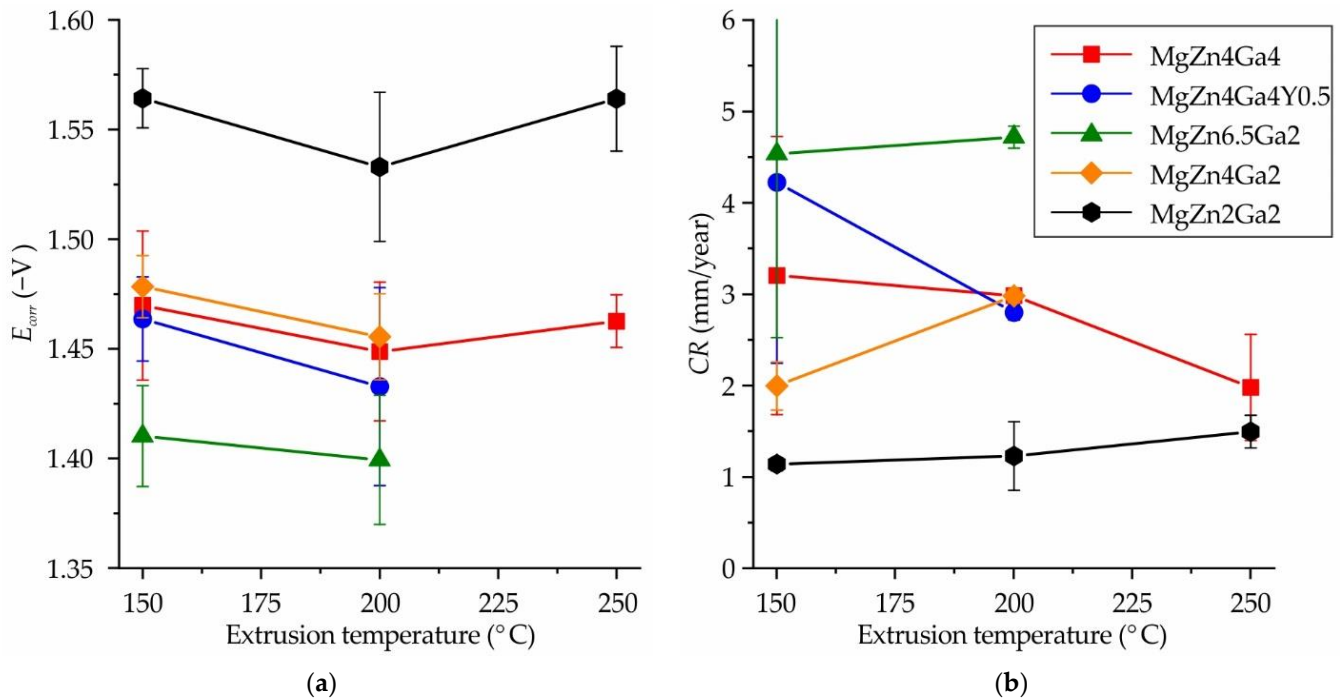 1.60
1.55
1.50
1.45
1.40
1.35
E_corr (−V)
150 175 200 225 250
Extrusion temperature (°C)
(a)
6
5
4
3
2
1
0
CR (mm/year)
MgZn4Ga4
MgZn4Ga4Y0.5
MgZn6.5Ga2
MgZn4Ga2
MgZn2Ga2
150 175 200 225 250
Extrusion temperature (°C)
(b)